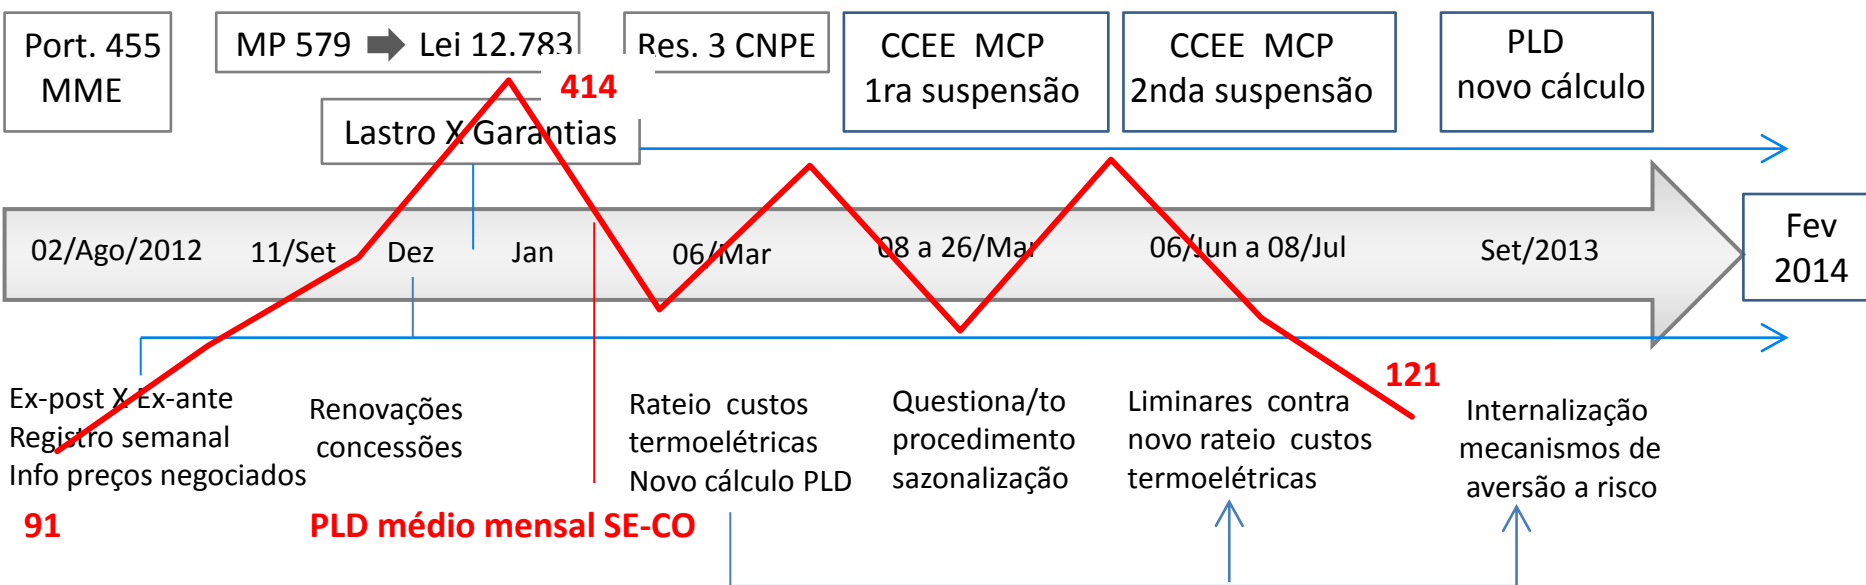 Port. 455
MME
MP 579 Lei 12.783
Res. 3 CNPE
CCEE MCP
1ra suspensão
CCEE MCP
2nda suspensão
PLD
novo cálculo
414
Lastro X Garantias
02/Ago/2012
11/Set
Dez
Jan
06/Mar
08 a 26/Mar
06/Jun a 08/Jul
Set/2013
Fev
2014
Ex-post X Ex-ante
Registro semanal
Info preços negociados
Renovações
concessões
Rateio custos
termoelétricas
Novo cálculo PLD
Questiona/to
procedimento
sazonalização
Liminares contra
novo rateio custos
termoelétricas
121
Internalização
mecanismos de
aversão a risco
91
PLD médio mensal SE-CO